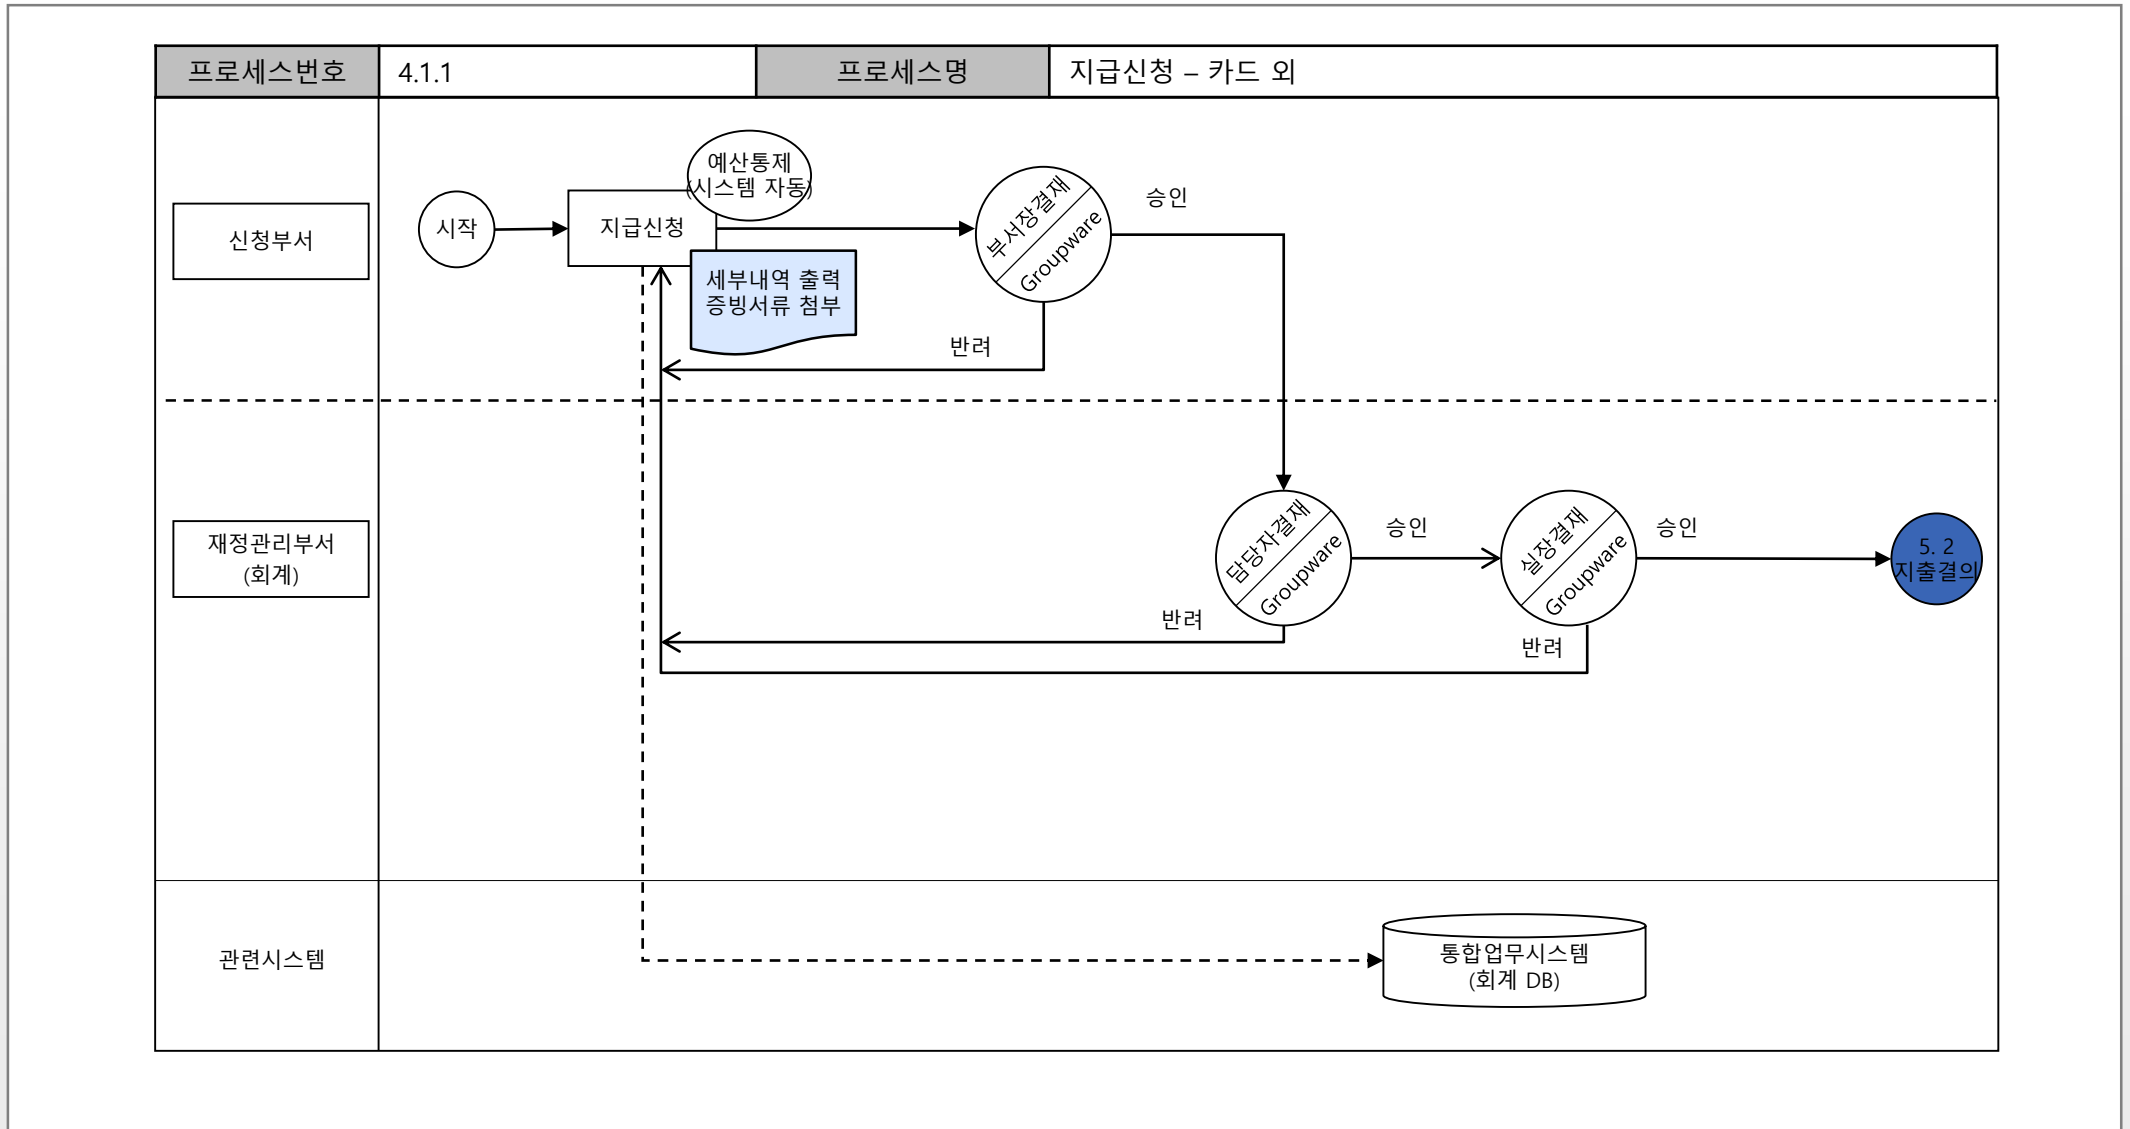 프로세스번호
4.1.1
프로세스명
지급신청 – 카드 외
신청부서
시작
지급신청
예산통제
(시스템 자동)
세부내역 출력
증빙서류 첨부
부서장결재
Groupware
승인
반려
재정관리부서
(회계)
담당자결재
Groupware
승인
반려
실장결재
Groupware
승인
반려
5. 2
지출결의
관련시스템
통합업무시스템
(회계 DB)